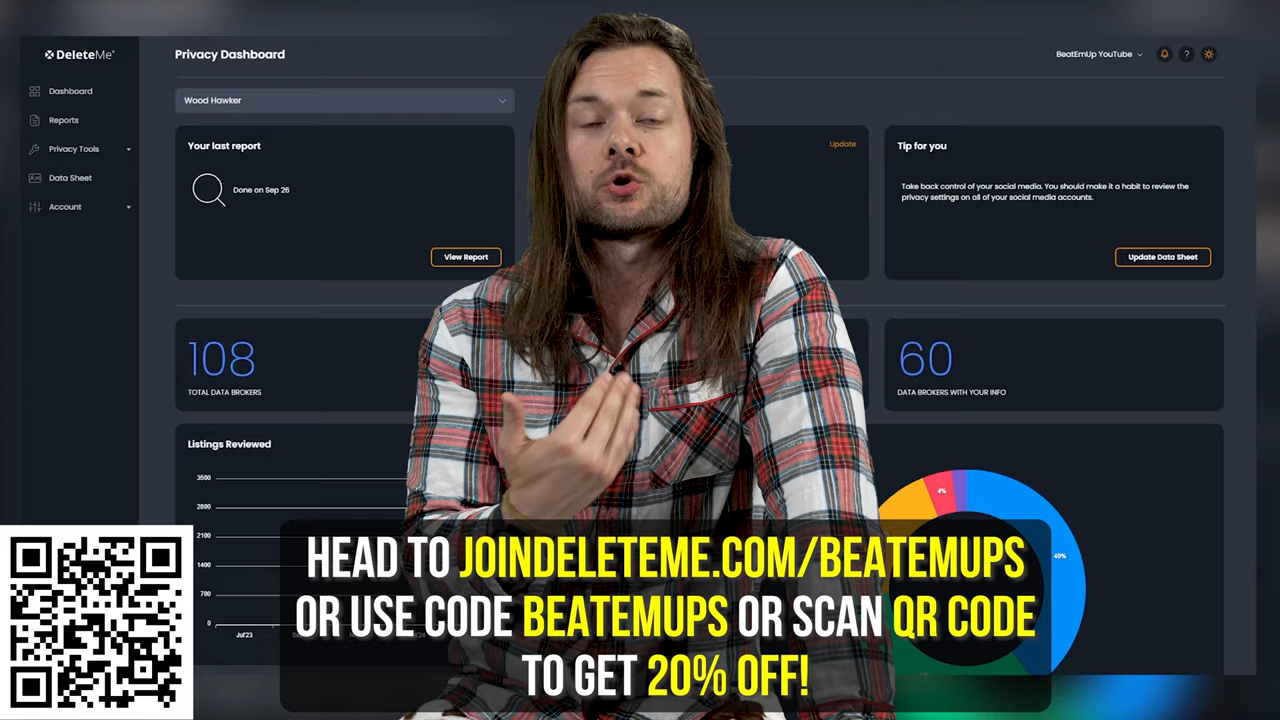 DeleteMe
Privacy Dashboard
BeatEmUp YouTube
?
Dashboard
Reports
Privacy Tools
Data Sheet
Account
Wood Hawker
Your last report
Done on Sep 26
View Report
Update
Tip for you
Take back control of your social media. You should make it a habit to review the
privacy settings on all of your social media accounts.
Update Data Sheet
108
TOTAL DATA BROKERS
60
DATA BROKERS WITH YOUR INFO
Listings Reviewed
3500
2800
2100
1400
700
0
Jul'23
4%
40%
HEAD TO JOINDELETEME.COM/BEATEMUPS
OR USE CODE BEATEMUPS OR SCAN QR CODE
TO GET 20% OFF!